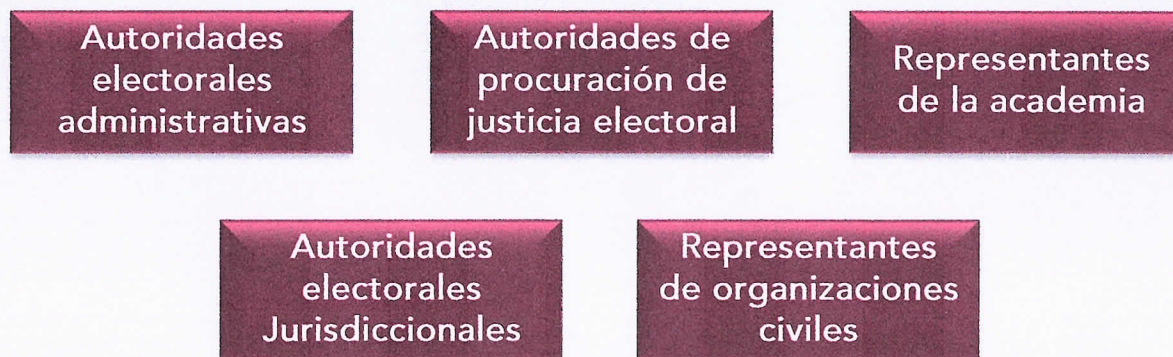 Autoridades
electorales
administrativas
Autoridades de
procuración de
justicia electoral
Representantes
de la academia
Autoridades
electorales
Jurisdiccionales
Representantes
de organizaciones
civiles